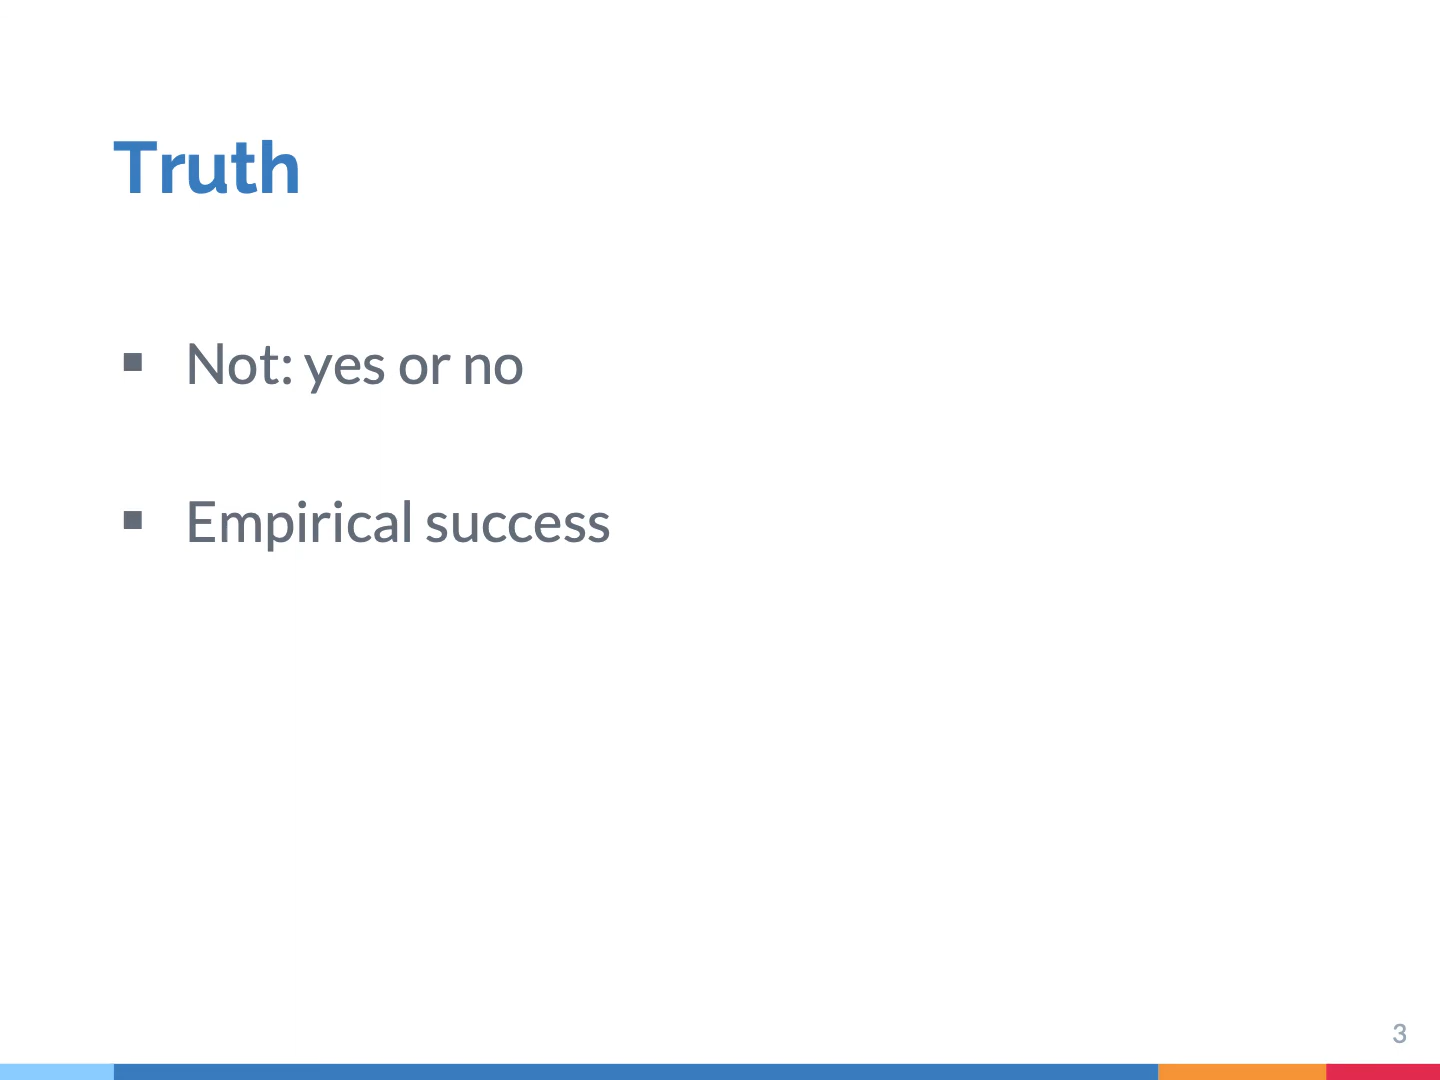 Truth
▪ Not: yes or no
▪ Empirical success
3